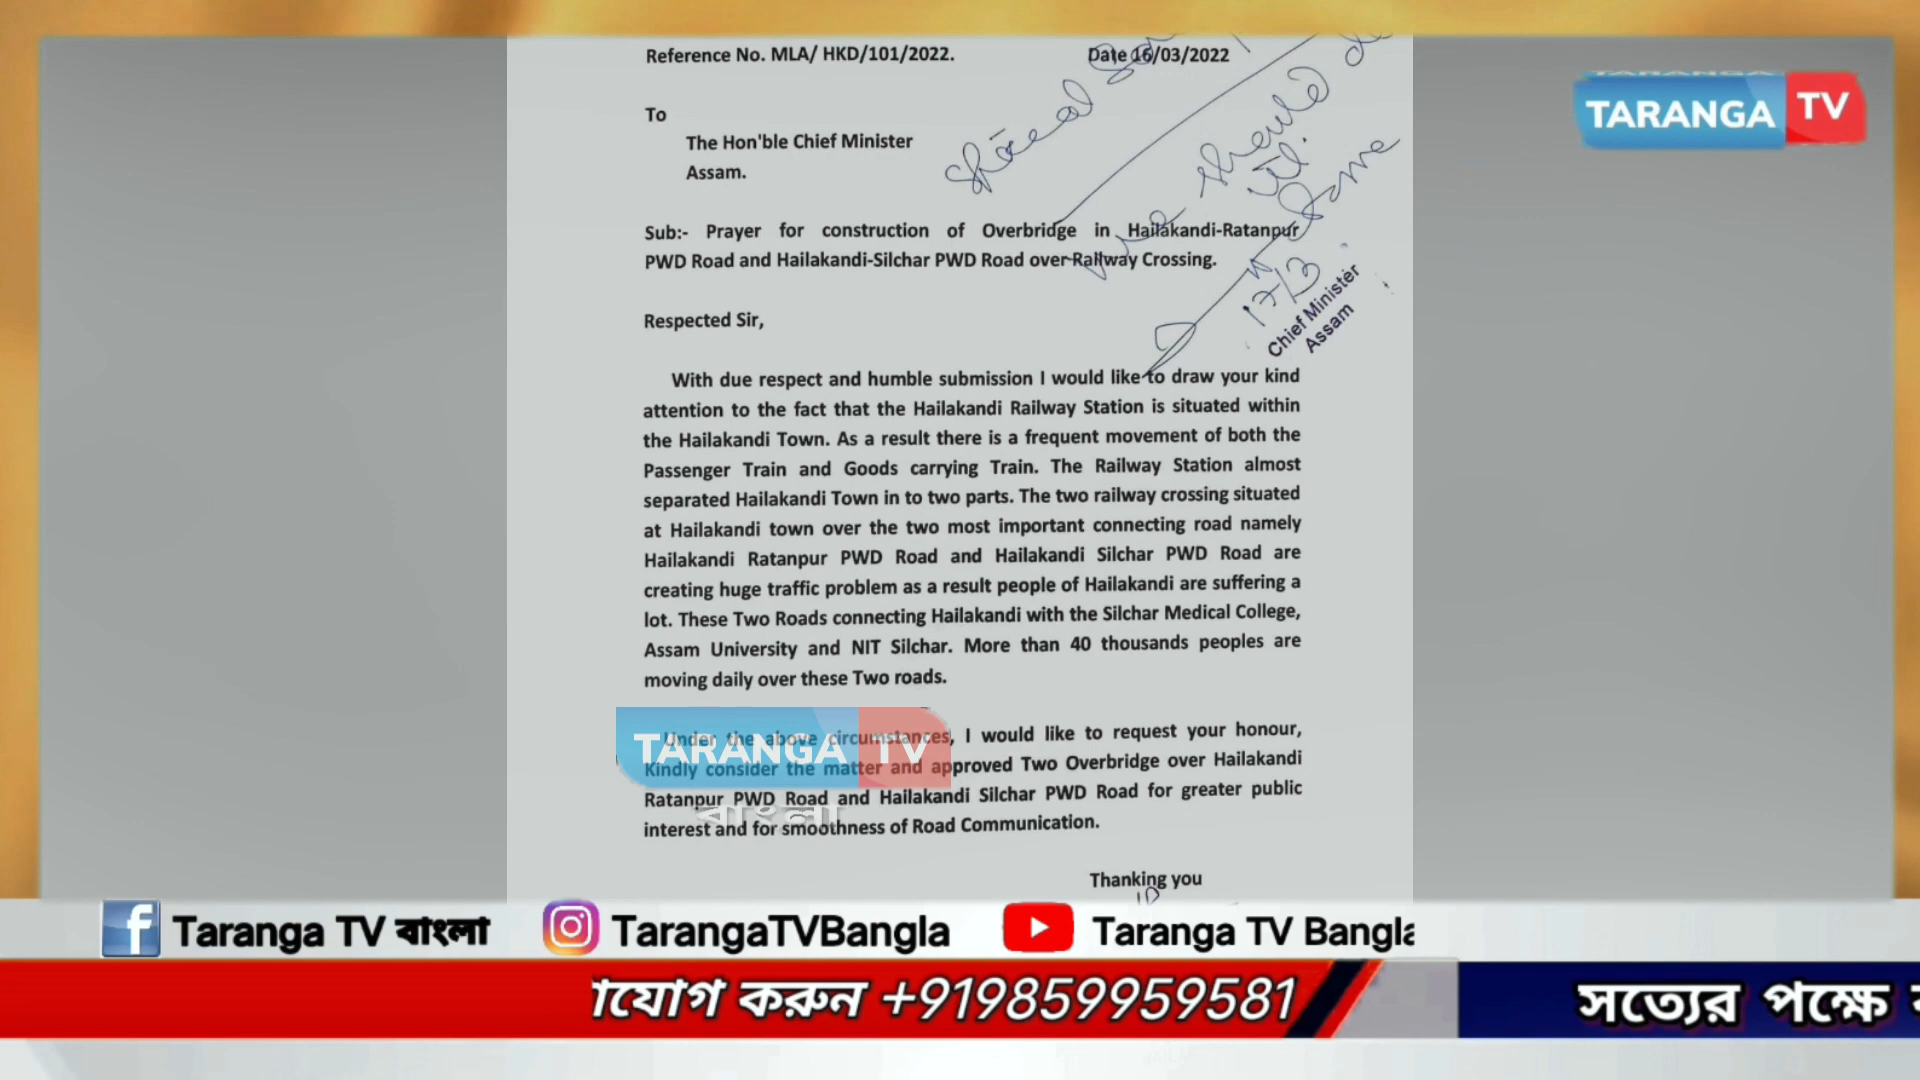 Reference No. MLA/ HKD/101/2022.
Date 16/03/2022
TARANGA TV
To
The Hon'ble Chief Minister
Assam.
should
17/3
Chief Minister
Assam
Sub:- Prayer for construction of Overbridge in Hailakandi-Ratanpur
PWD Road and Hailakandi-Silchar PWD Road over Railway Crossing.
Respected Sir,
With due respect and humble submission I would like to draw your kind
attention to the fact that the Hailakandi Railway Station is situated within
the Hailakandi Town. As a result there is a frequent movement of both the
Passenger Train and Goods carrying Train. The Railway Station almost
separated Hailakandi Town in to two parts. The two railway crossing situated
at Hailakandi town over the two most important connecting road namely
Hailakandi Ratanpur PWD Road and Hailakandi Silchar PWD Road are
creating huge traffic problem as a result people of Hailakandi are suffering a
lot. These Two Roads connecting Hailakandi with the Silchar Medical College,
Assam University and NIT Silchar. More than 40 thousands peoples are
moving daily over these Two roads.
Under the above circumstances, I would like to request your honour,
Kindly consider the matter and approved Two Overbridge over Hailakandi
Ratanpur PWD Road and Hailakandi Silchar PWD Road for greater public
interest and for smoothness of Road Communication.
TARANGA TV
বাংলা
Thanking you
Taranga TV বাংলা
TarangaTVBangla
Taranga TV Bangla
াযোগ করুন +919859959581
সত্যের পক্ষে